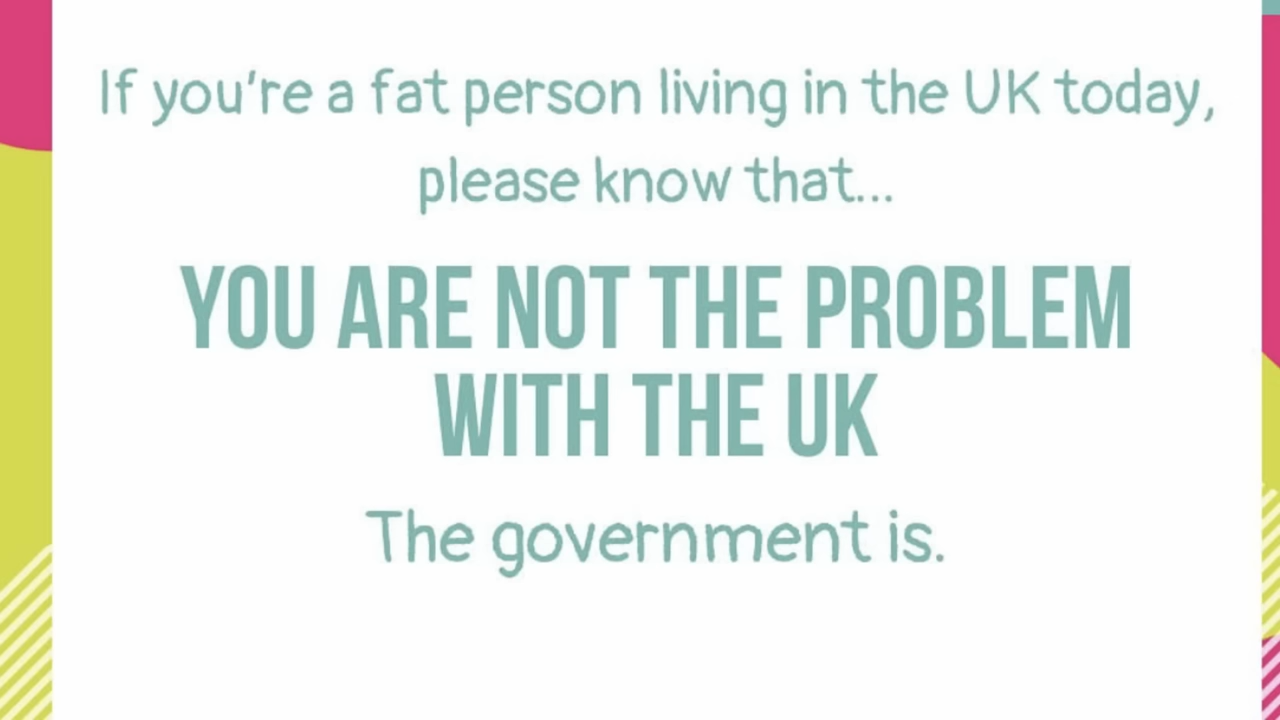 If you're a fat person living in the UK today,
please know that...
YOU ARE NOT THE PROBLEM
WITH THE UK
The government is.